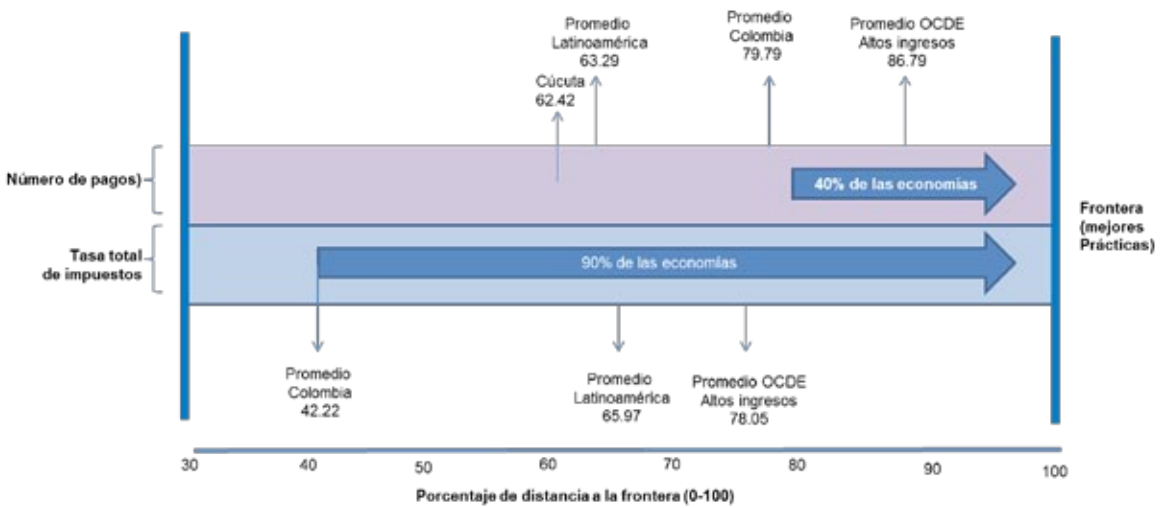 Promedio
Latinoamérica
63.29
Cúcuta
62.42
Promedio
Colombia
79.79
Promedio OCDE
Altos ingresos
86.79
Número de pagos)
40% de las economías
Tasa total
de impuestos
90% de las economías
Frontera
(mejores
Prácticas)
Promedio
Colombia
42.22
Promedio
Latinoamérica
65.97
Promedio OCDE
Altos ingresos
78.05
30 40 50 60 70 80 90 100
Porcentaje de distancia a la frontera (0-100)